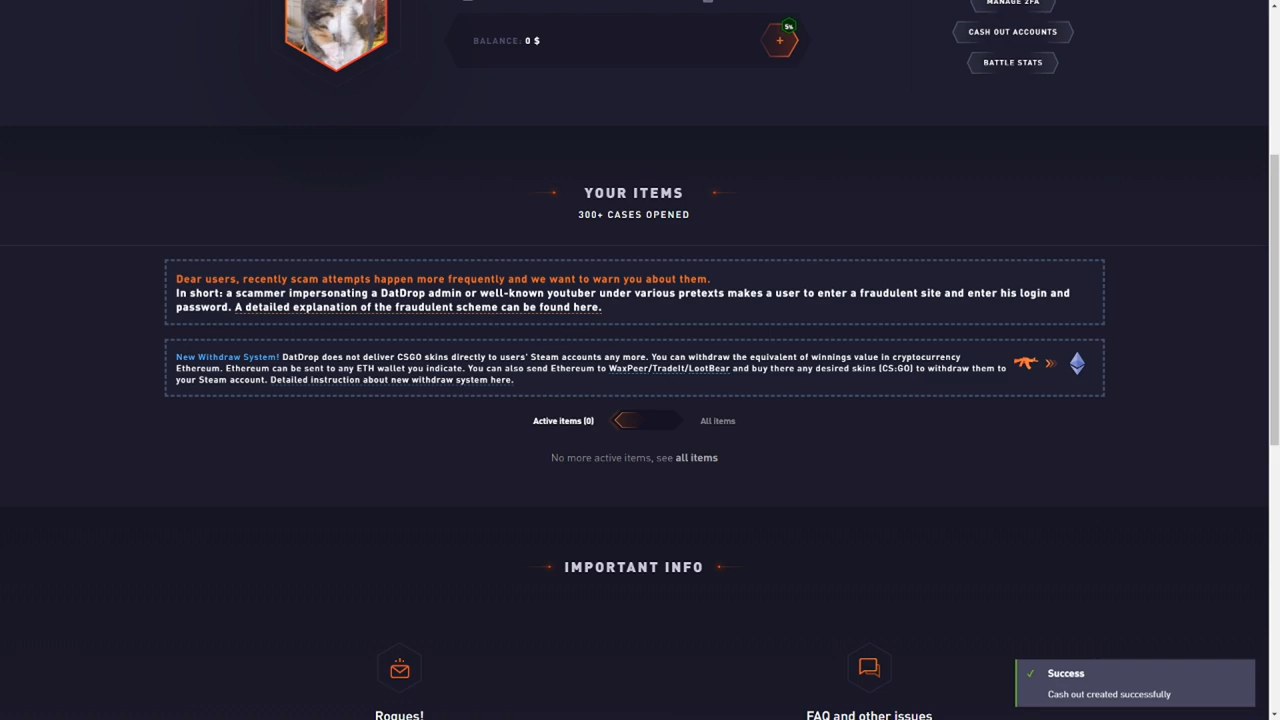 MANAGE 2FA
5%
BALANCE: 0 $
+
CASH OUT ACCOUNTS
BATTLE STATS
YOUR ITEMS
300+ CASES OPENED
Dear users, recently scam attempts happen more frequently and we want to warn you about them.
In short: a scammer impersonating a DatDrop admin or well-known youtuber under various pretexts makes a user to enter a fraudulent site and enter his login and
password. A detailed explanation of the fraudulent scheme can be found here.
New Withdraw System! DatDrop does not deliver CSGO skins directly to users' Steam accounts any more. You can withdraw the equivalent of winnings value in cryptocurrency
Ethereum. Ethereum can be sent to any ETH wallet you indicate. You can also send Ethereum to WaxPeer/TradeIt/LootBear and buy there any desired skins (CS:GO) to withdraw them to
your Steam account. Detailed instruction about new withdraw system here.
Active items (0)
All Items
No more active items, see all items
IMPORTANT INFO
Success
Cash out created successfully
Rogues!
FAQ and other issues